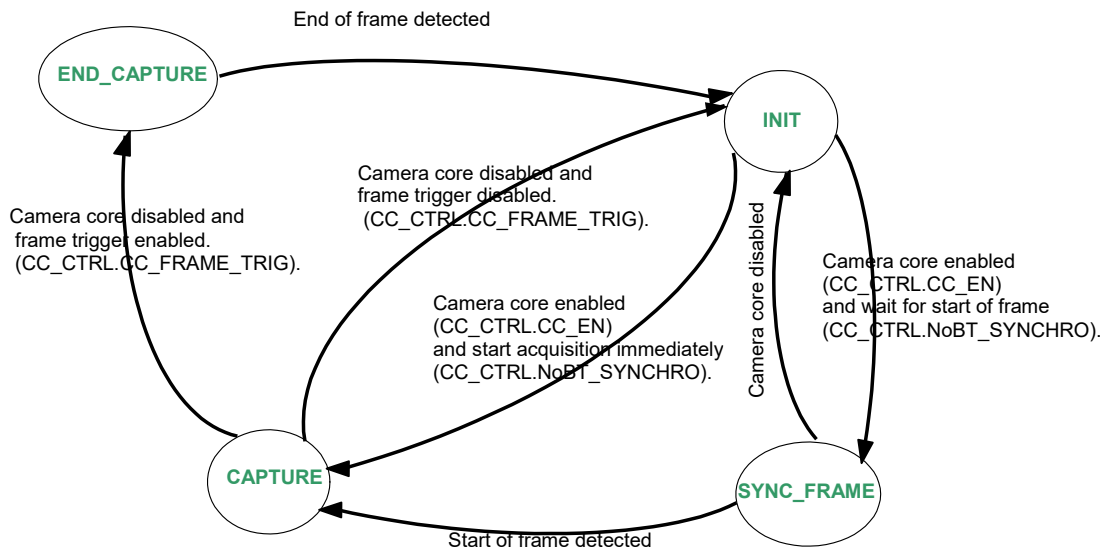 End of frame detected
END_CAPTURE
INIT
Camera core disabled and
frame trigger disabled.
(CC_CTRL.CC_FRAME_TRIG).
Camera core disabled and
frame trigger enabled.
(CC_CTRL.CC_FRAME_TRIG).
Camera core disabled
Camera core enabled
(CC_CTRL.CC_EN)
and wait for start of frame
(CC_CTRL.NoBT_SYNCHRO).
Camera core enabled
(CC_CTRL.CC_EN)
and start acquisition immediately
(CC_CTRL.NoBT_SYNCHRO).
CAPTURE
SYNC_FRAME
Start of frame detected